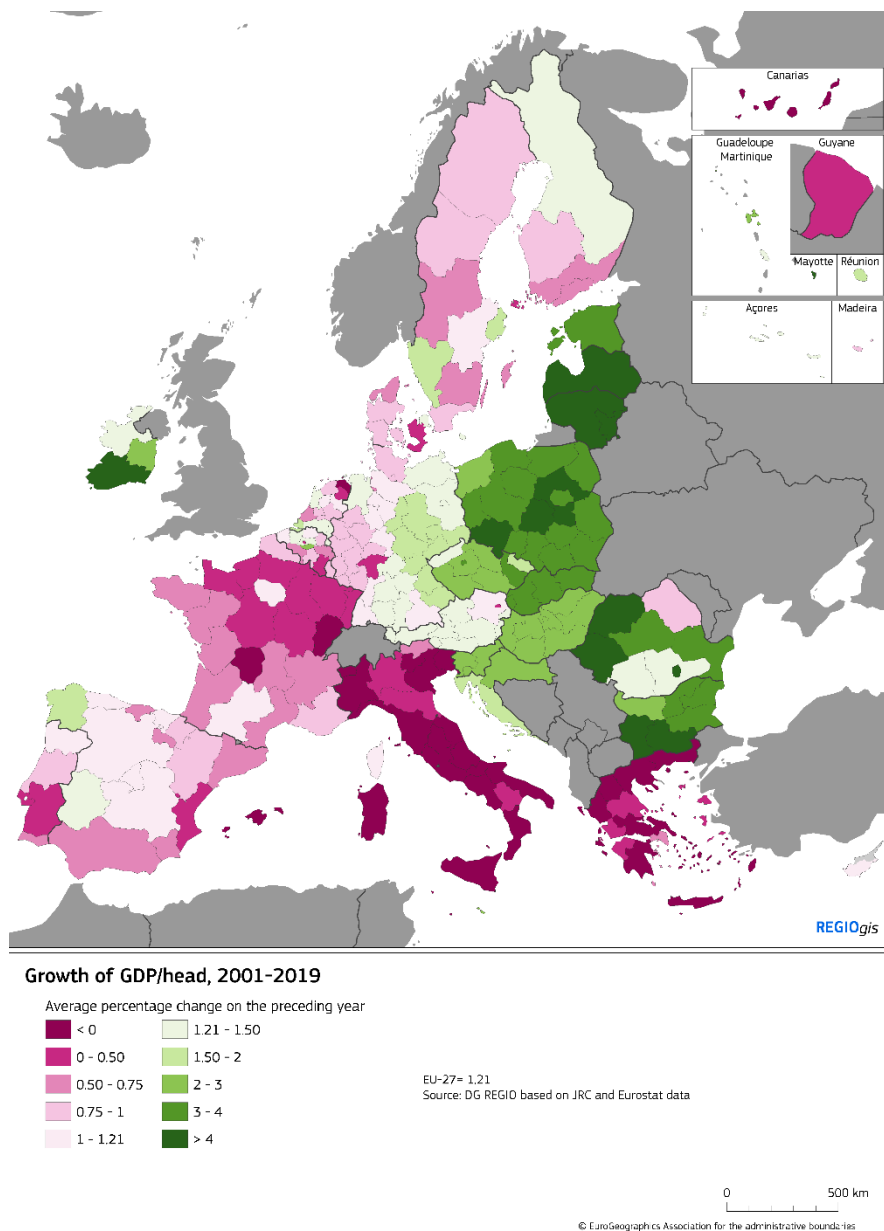 Canarias
Guadeloupe
Martinique
Guyane
Mayotte
Réunion
Açores
Madeira
REGIOgis
Growth of GDP/head, 2001-2019
Average percentage change on the preceding year
< 0
0 - 0.50
0.50 - 0.75
0.75 - 1
1 - 1.21
1.21 - 1.50
1.50 - 2
2 - 3
3 - 4
> 4
EU-27= 1.21
Source: DG REGIO based on JRC and Eurostat data
0 500 km
© EuroGeographics Association for the administrative boundaries